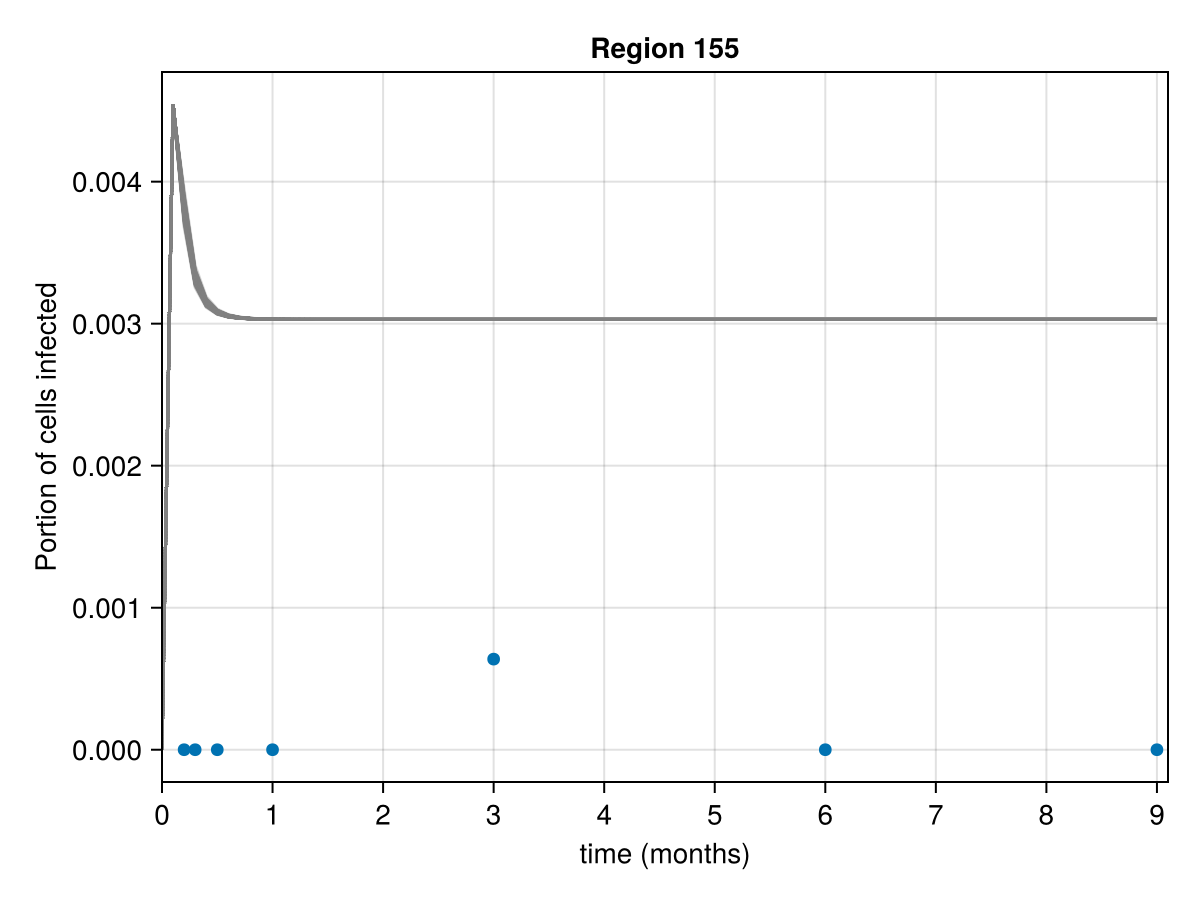 Region 155
Portion of cells infected
0.004
0.003
0.002
0.001
0.000
0 1 2 3 4 5 6 7 8 9
time (months)